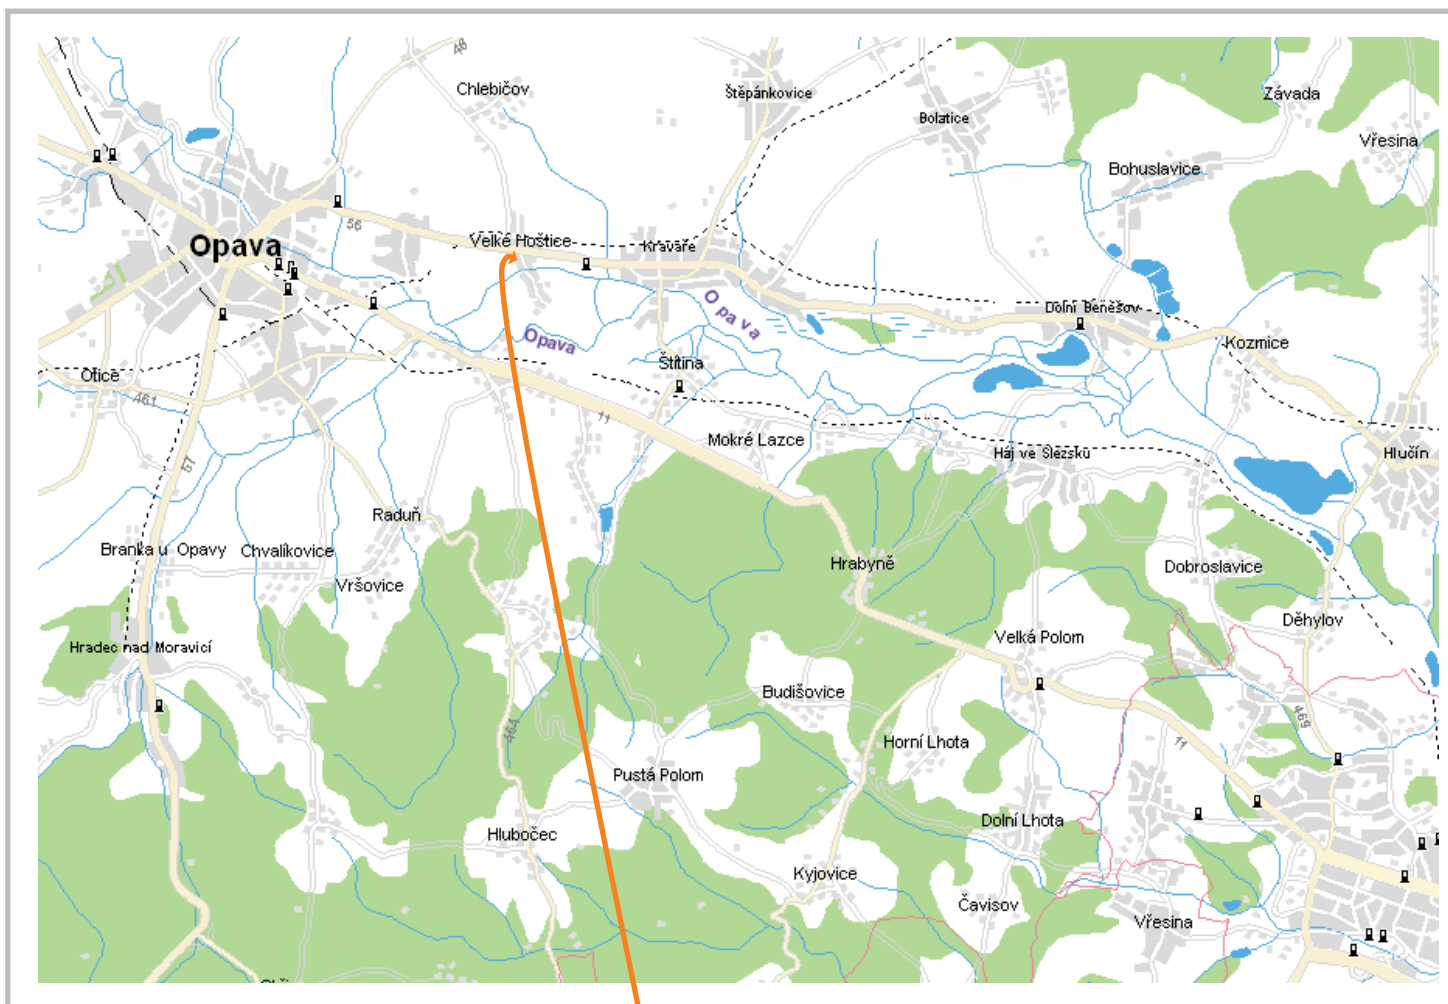 46
Chlebičov
Štěpánkovice
Bolatice
Závada
Vřesina
Bohuslavice
56
Opava
Velké Hoštice
Kravaře
Opava
Opava
Dolní Benešov
Kozmice
Štítina
Otice
461
11
Mokré Lazce
Háj ve Slezsku
Hlučín
57
Raduň
Branka u Opavy
Chvalíkovice
Vršovice
Hrabyně
Dobroslavice
Děhylov
Hradec nad Moravicí
Velká Polom
Budišovice
464
469
11
Horní Lhota
Pustá Polom
Dolní Lhota
Hlubočec
Kyjovice
Čavisov
Vřesina